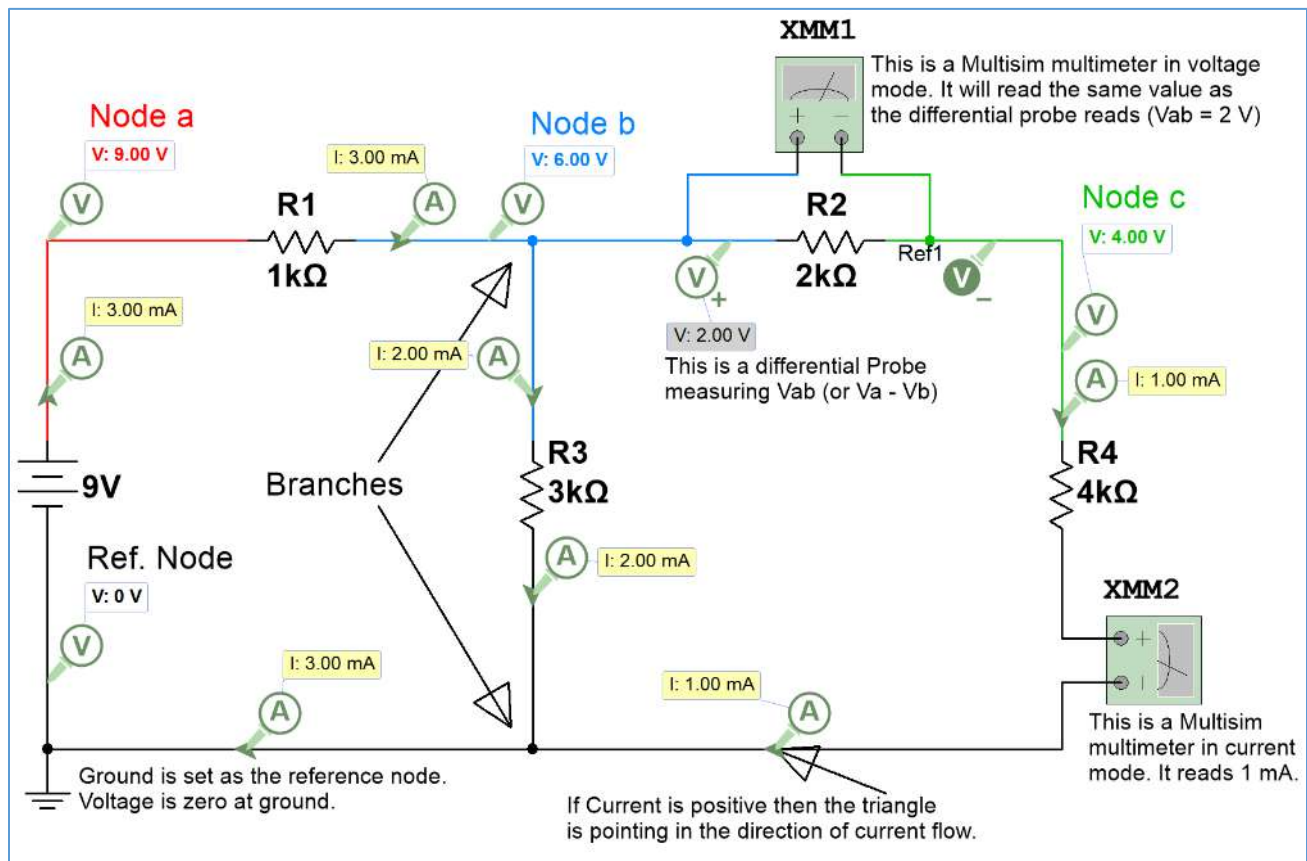 XMM1
This is a Multisim multimeter in voltage
mode. It will read the same value as
the differential probe reads (Vab = 2 V)
+ −
Node a
V: 9.00 V
V
I: 3.00 mA
A
Node b
V: 6.00 V
V
R1
1kΩ
R2
2kΩ
Ref1
Node c
V: 4.00 V
V
V
+
V: 2.00 V
V
−
This is a differential Probe
measuring Vab (or Va - Vb)
I: 3.00 mA
A
I: 2.00 mA
A
A
I: 1.00 mA
9V
Branches
R3
3kΩ
R4
4kΩ
Ref. Node
V: 0 V
V
A
I: 2.00 mA
XMM2
+
−
I: 3.00 mA
A
I: 1.00 mA
A
This is a Multisim
multimeter in current
mode. It reads 1 mA.
Ground is set as the reference node.
Voltage is zero at ground.
If Current is positive then the triangle
is pointing in the direction of current flow.